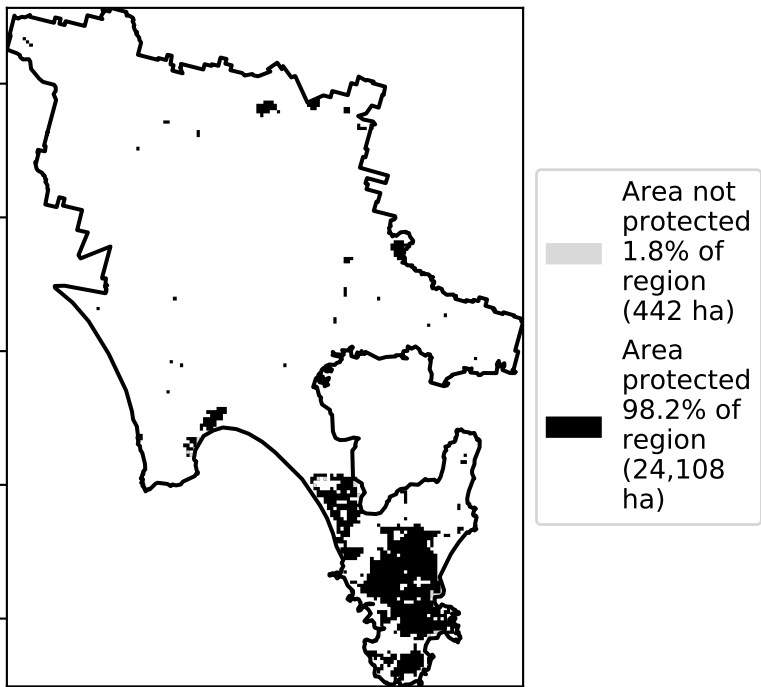 Area not
protected
1.8% of
region
(442 ha)
Area
protected
98.2% of
region
(24,108
ha)